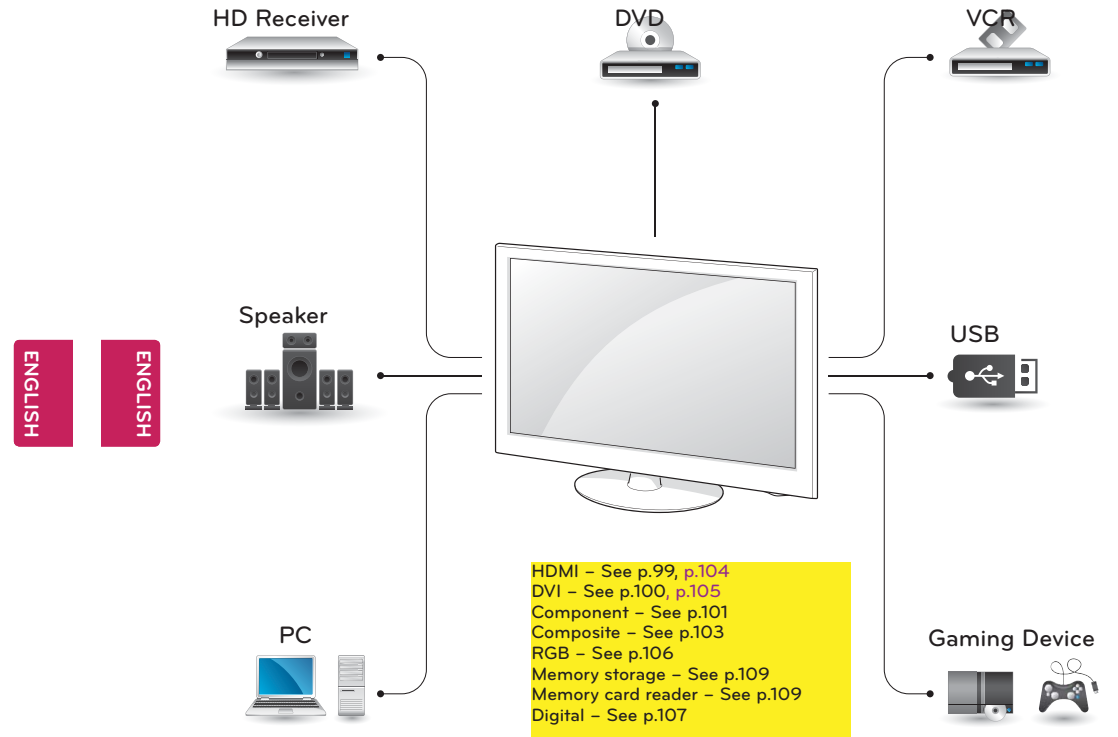 HD Receiver
DVD
VCR
Speaker
USB
ENGLISH
ENGLISH
HDMI – See p.99, p.104
DVI – See p.100, p.105
Component – See p.101
Composite – See p.103
RGB – See p.106
Memory storage – See p.109
Memory card reader – See p.109
Digital – See p.107
PC
Gaming Device